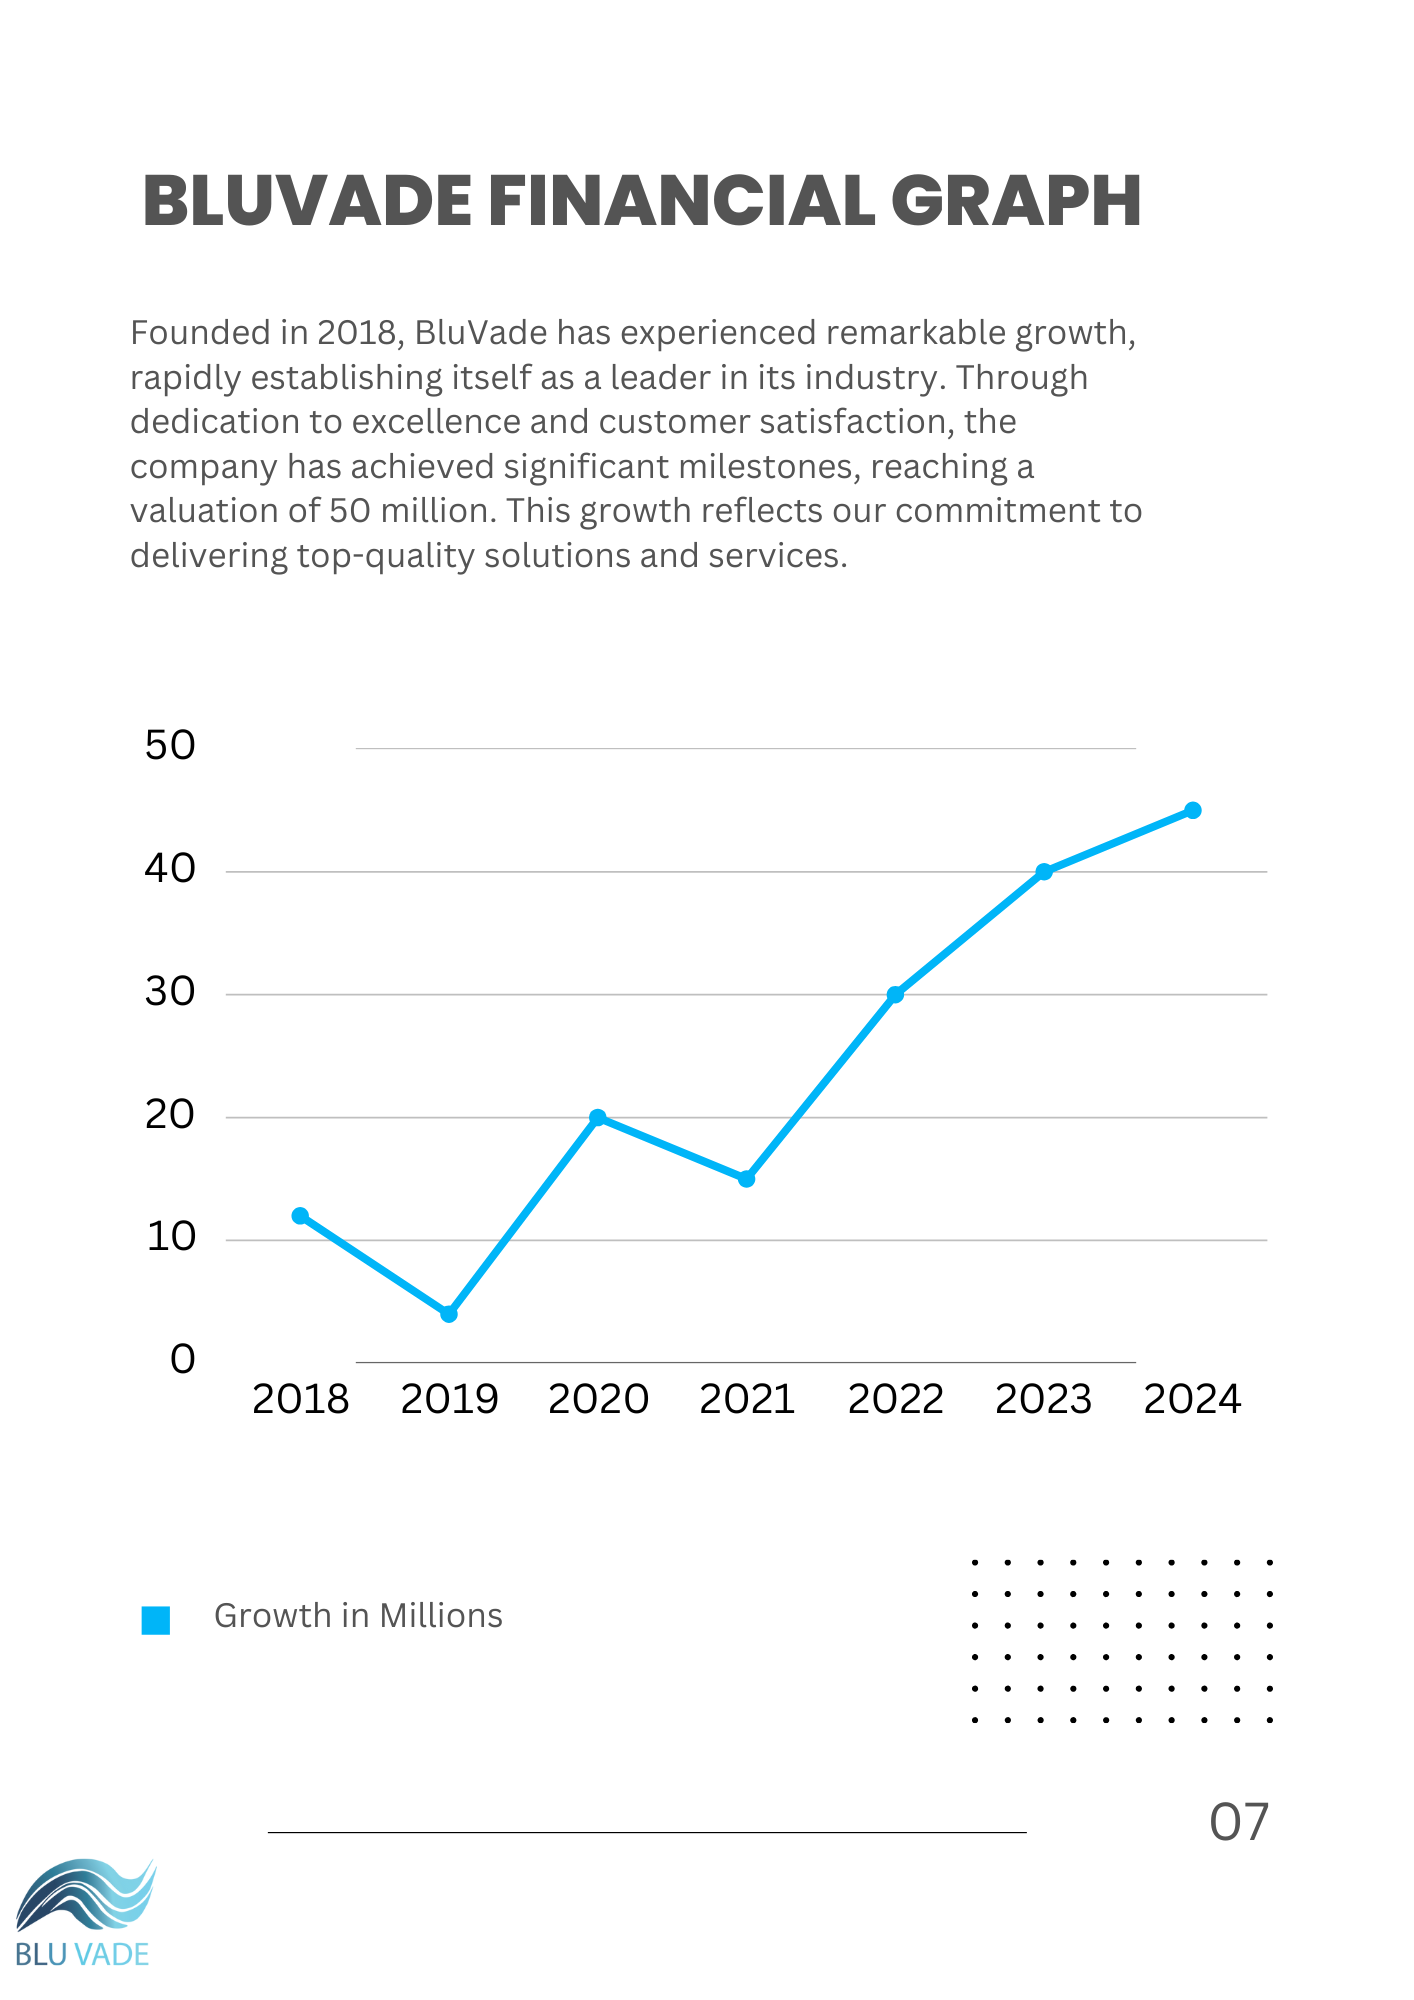 BLUVADE FINANCIAL GRAPH
Founded in 2018, BluVade has experienced remarkable growth,
rapidly establishing itself as a leader in its industry. Through
dedication to excellence and customer satisfaction, the
company has achieved significant milestones, reaching a
valuation of 50 million. This growth reflects our commitment to
delivering top-quality solutions and services.
50
40
30
20
10
0
2018 2019 2020 2021 2022 2023 2024
Growth in Millions
07
BLU VADE